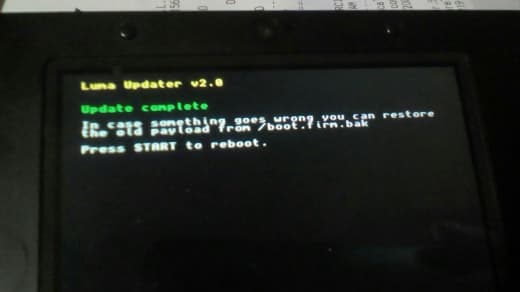 Luma Updater v2.0
Update complete
In case something goes wrong you can restore
the old payload from /boot.firm.bak
Press START to reboot.